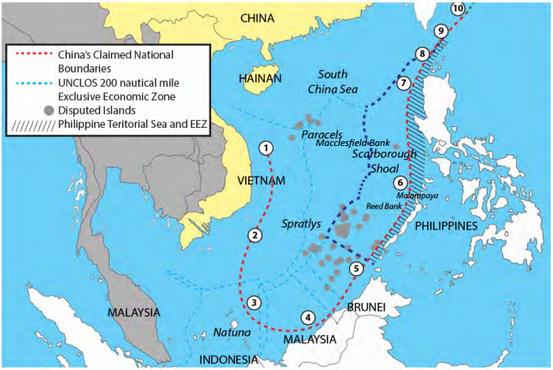 CHINA
10
9
8
7
China's Claimed National
Boundaries
UNCLOS 200 nautical mile
Exclusive Economic Zone
Disputed Islands
Philippine Teritorial Sea and EEZ
HAINAN
South
China Sea
Paracels
Macclesfield Bank
Scarborough
Shoal
1
VIETNAM
6
Malampaya
Reed Bank
Spratlys
PHILIPPINES
2
5
3
4
MALAYSIA
BRUNEI
Natuna
MALAYSIA
INDONESIA